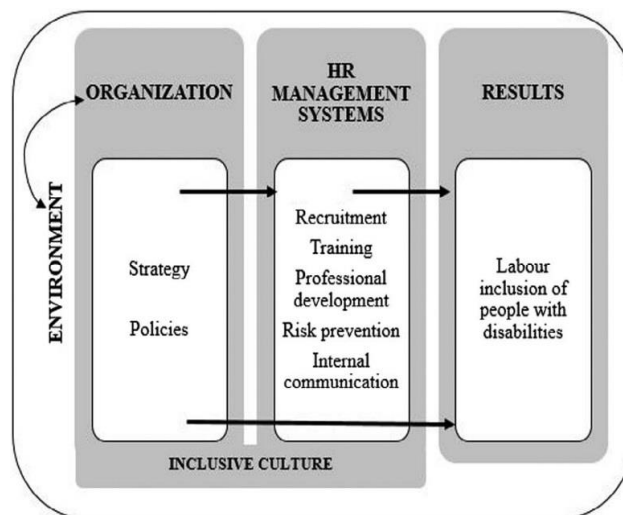 ORGANIZATION
HR
MANAGEMENT
SYSTEMS
RESULTS
ENVIRONMENT
Strategy
Policies
Recruitment
Training
Professional
development
Risk prevention
Internal
communication
Labour
inclusion of
people with
disabilities
INCLUSIVE CULTURE